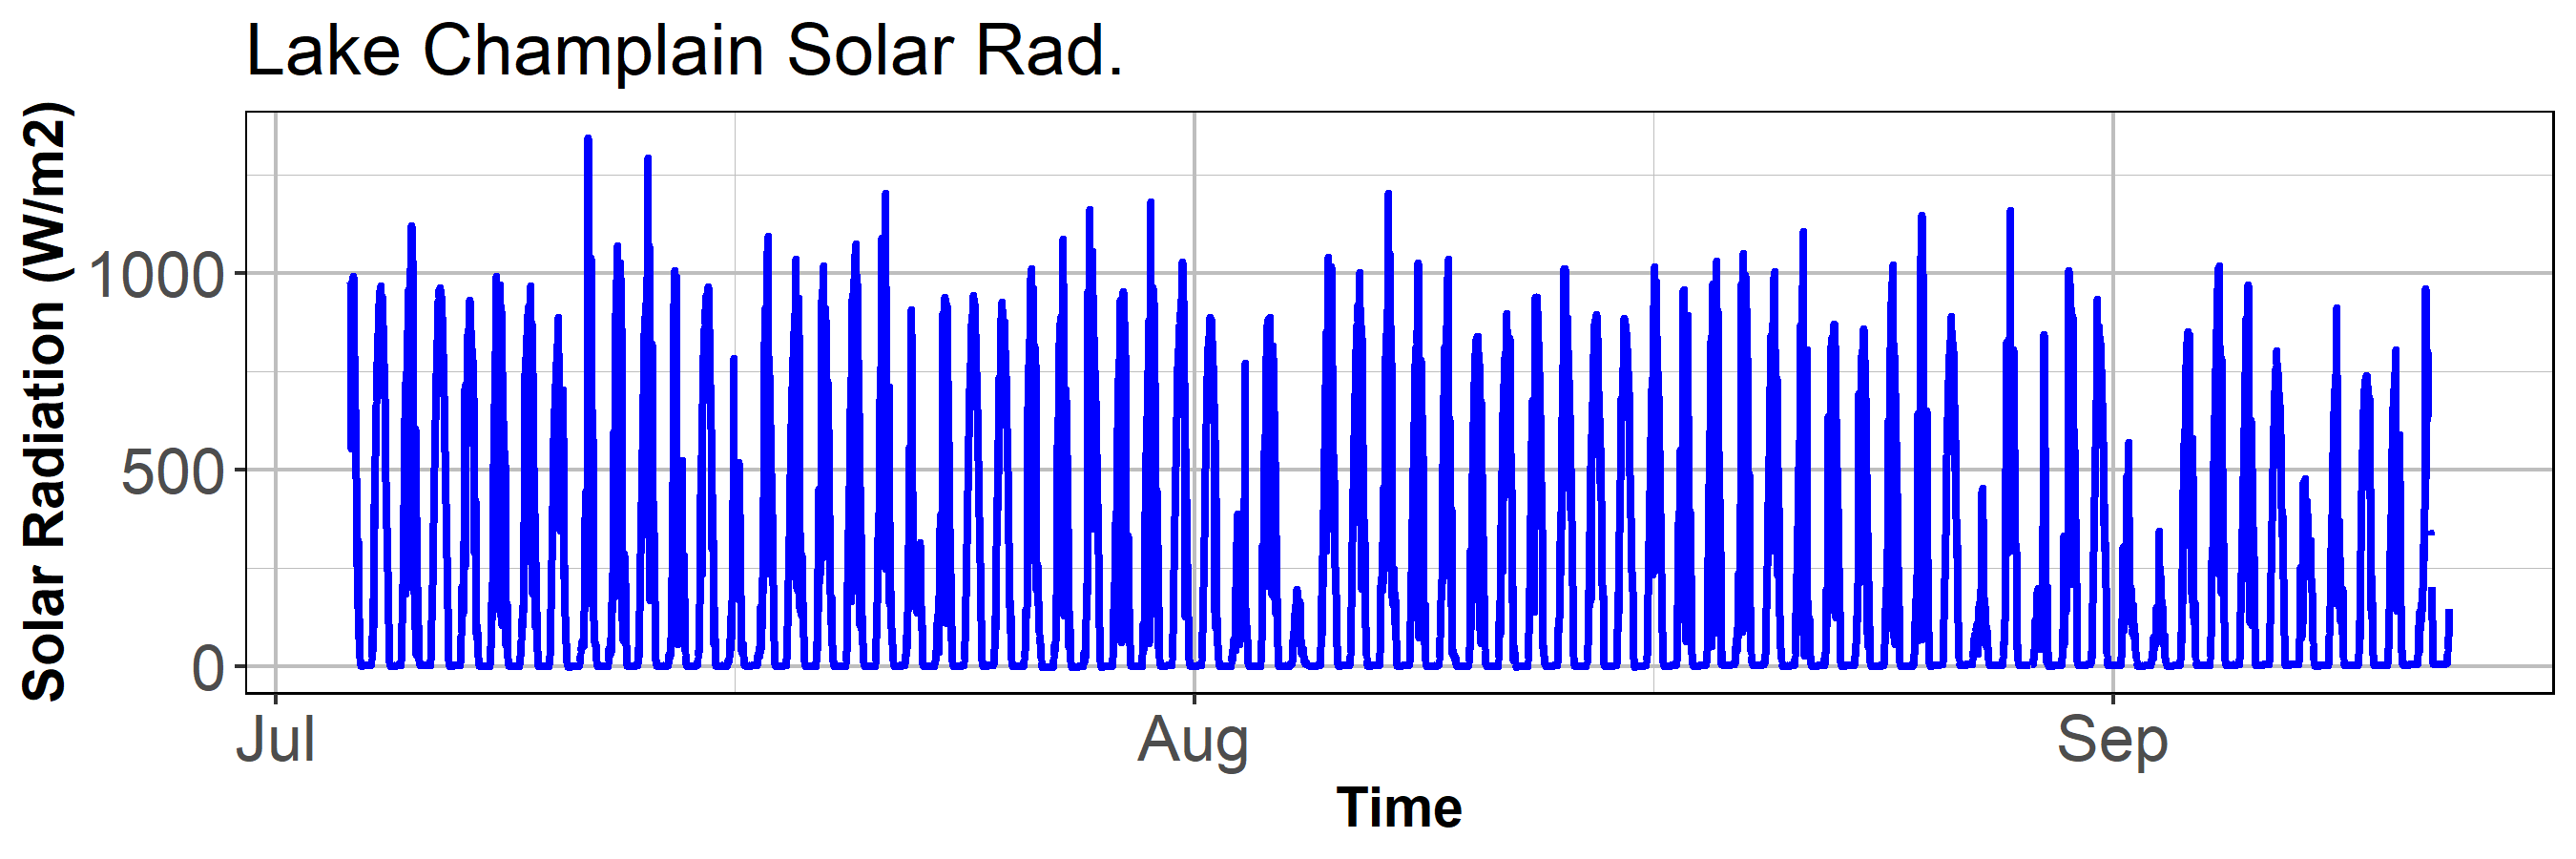 Lake Champlain Solar Rad.
Solar Radiation (W/m2)
1000
500
0
Jul
Aug
Sep
Time